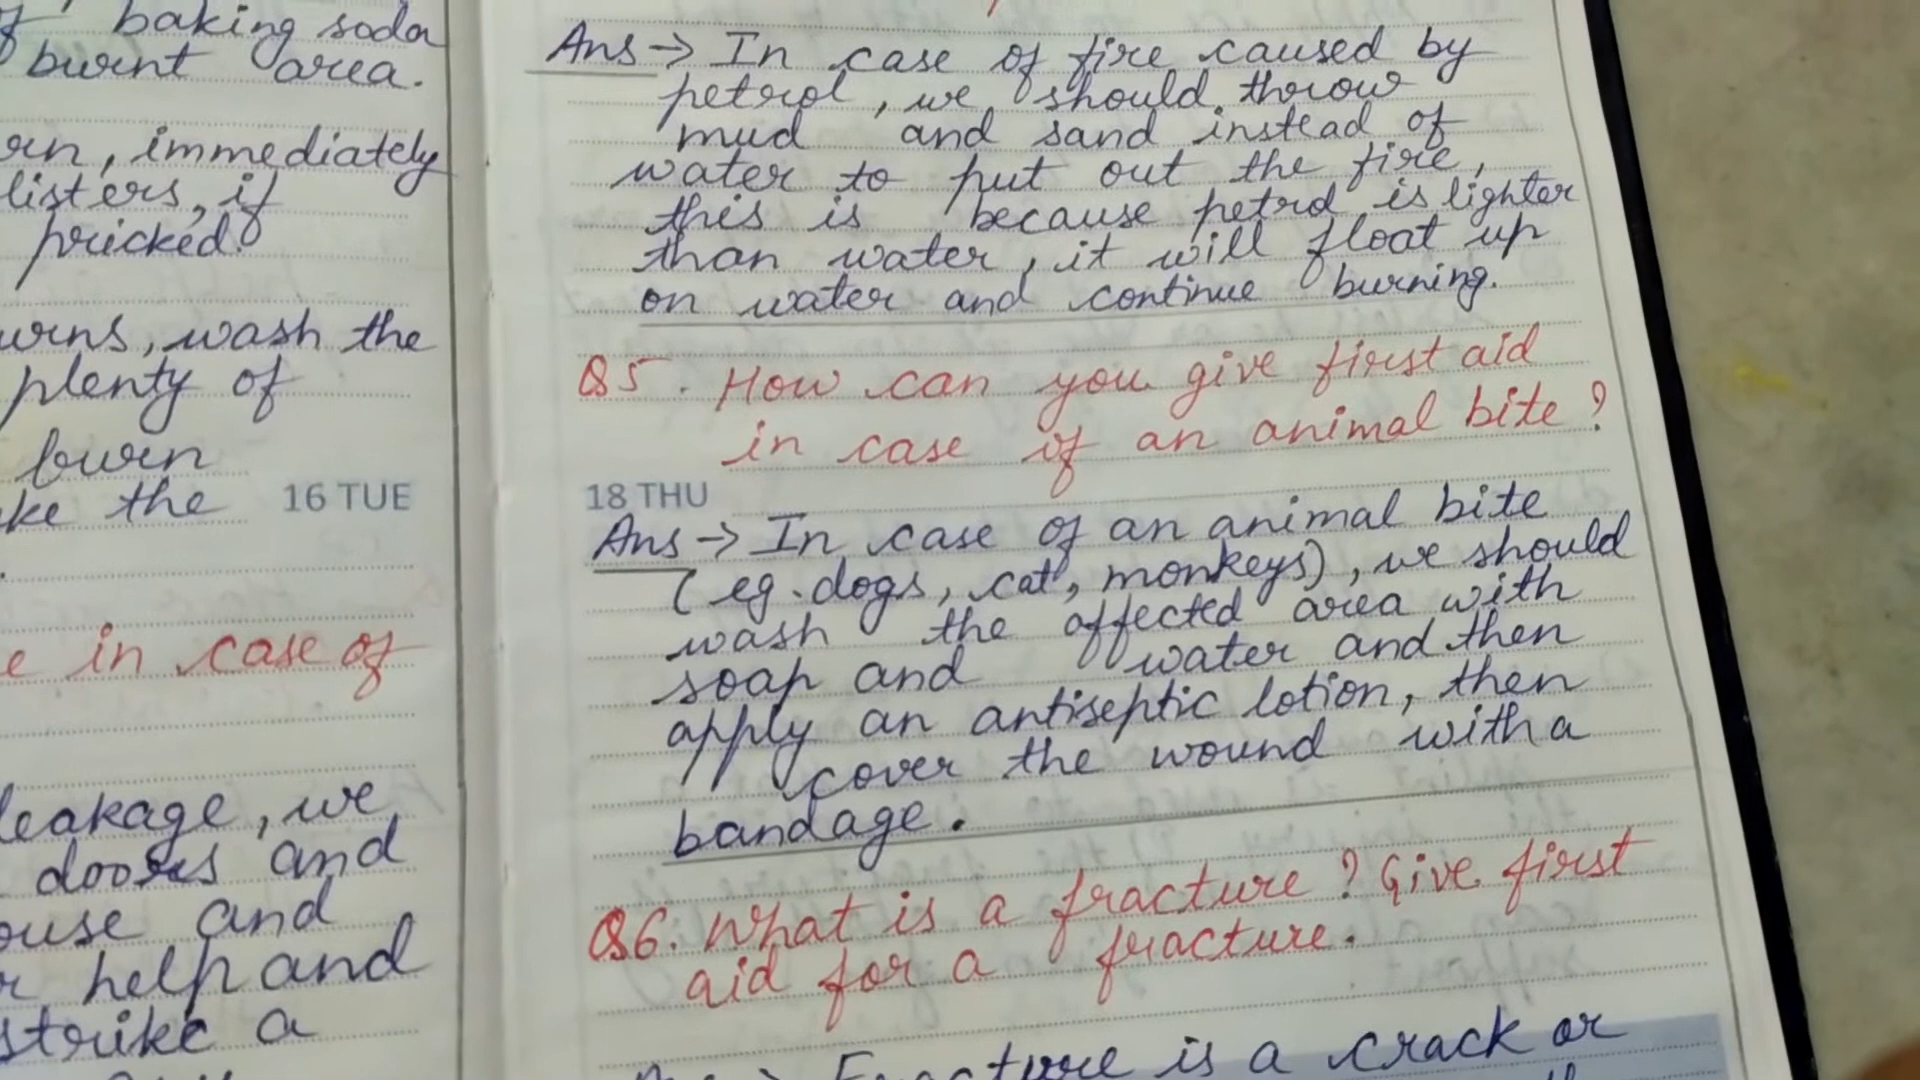 baking soda
burnt area.
immediately
if
pricked.
wash the
plenty of
burn
the
16 TUE
in case of
leakage, we
doors and
and
help and
strike a
Ans → In case of fire caused by
petrol, we should throw
mud and sand instead of
water to put out the fire,
this is because petrol is lighter
than water, it will float up
on water and continue burning.
Q5. How can you give first aid
in case of an animal bite?
18 THU
Ans → In case of an animal bite
(eg. dogs, cat, monkeys), we should
wash the affected area with
soap and water and then
apply an antiseptic lotion, then
cover the wound with a
bandage.
Q6. What is a fracture? Give first
aid for a fracture.
Fracture is a crack or